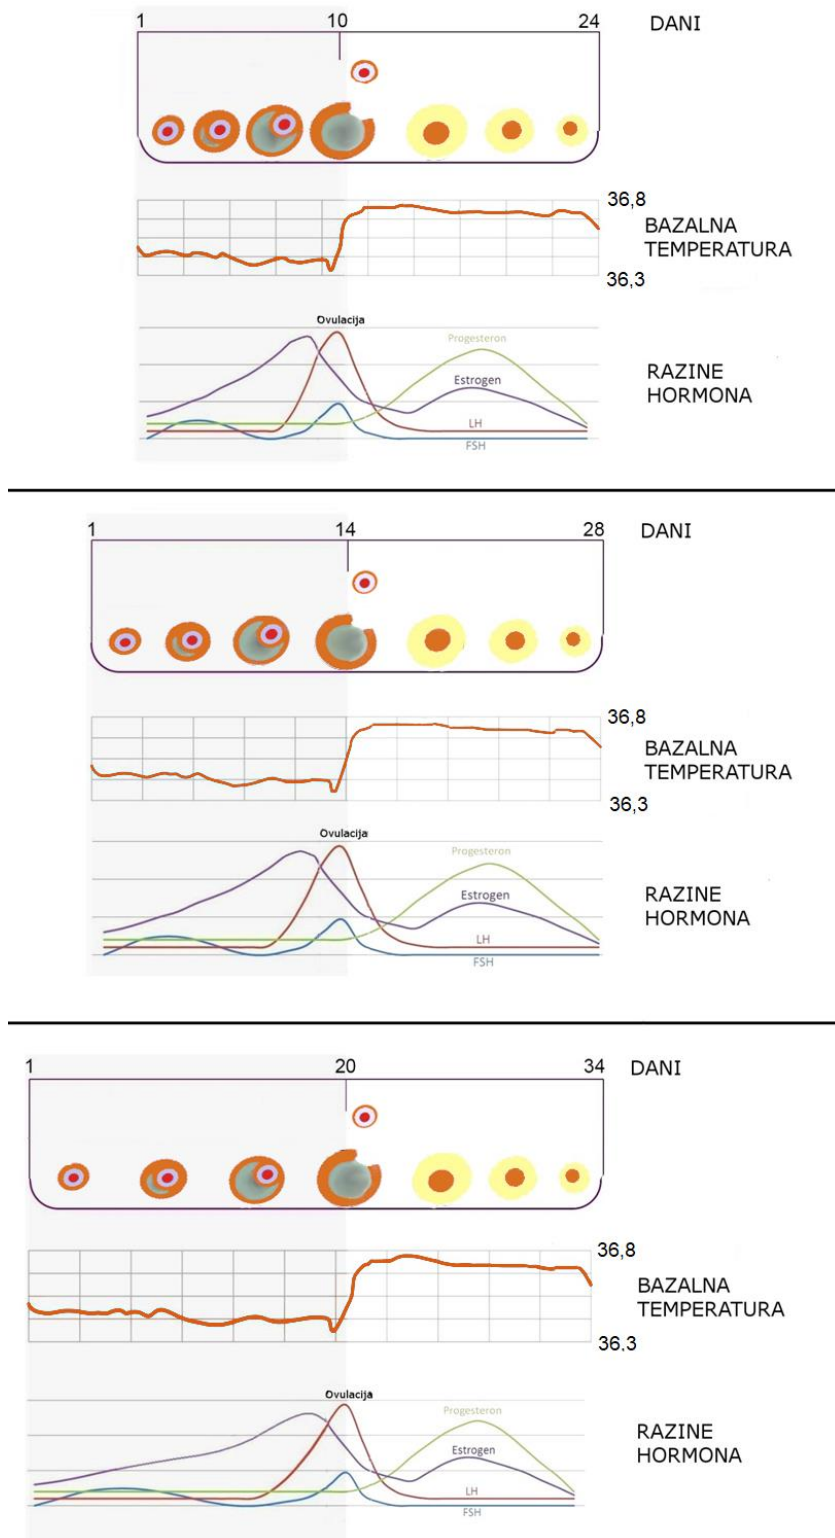 1 10 24 DANI
36,8
BAZALNA
TEMPERATURA
36,3
Ovulacija
Progesteron
Estrogen
RAZINE
HORMONA
LH
FSH
1 14 28 DANI
36,8
BAZALNA
TEMPERATURA
36,3
Ovulacija
Progesteron
Estrogen
RAZINE
HORMONA
LH
FSH
1 20 34 DANI
36,8
BAZALNA
TEMPERATURA
36,3
Ovulacija
Progesteron
RAZINE
HORMONA
Estrogen
LH
FSH